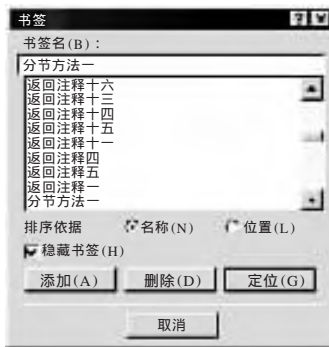 书签
书签名(B)：
分节方法一
返回注释十六
返回注释十三
返回注释十四
返回注释十五
返回注释十一
返回注释四
返回注释五
返回注释一
分节方法一
排序依据 名称(N) 位置(L)
隐藏书签(H)
添加(A) 删除(D) 定位(G)
取消